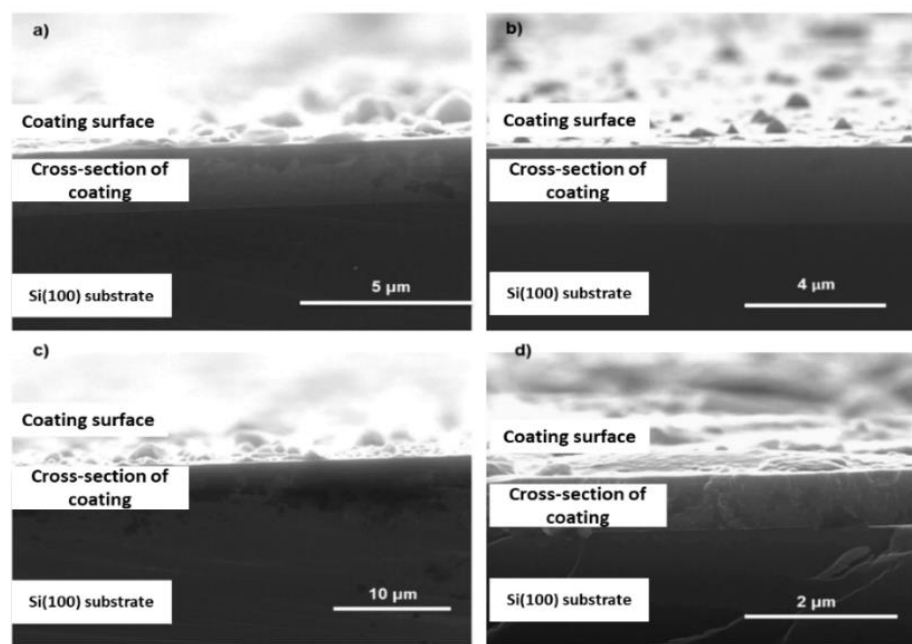 a)
Coating surface
Cross-section of
coating
Si(100) substrate
5 µm
b)
Coating surface
Cross-section of
coating
Si(100) substrate
4 µm
c)
Coating surface
Cross-section of
coating
Si(100) substrate
10 µm
d)
Coating surface
Cross-section of
coating
Si(100) substrate
2 µm